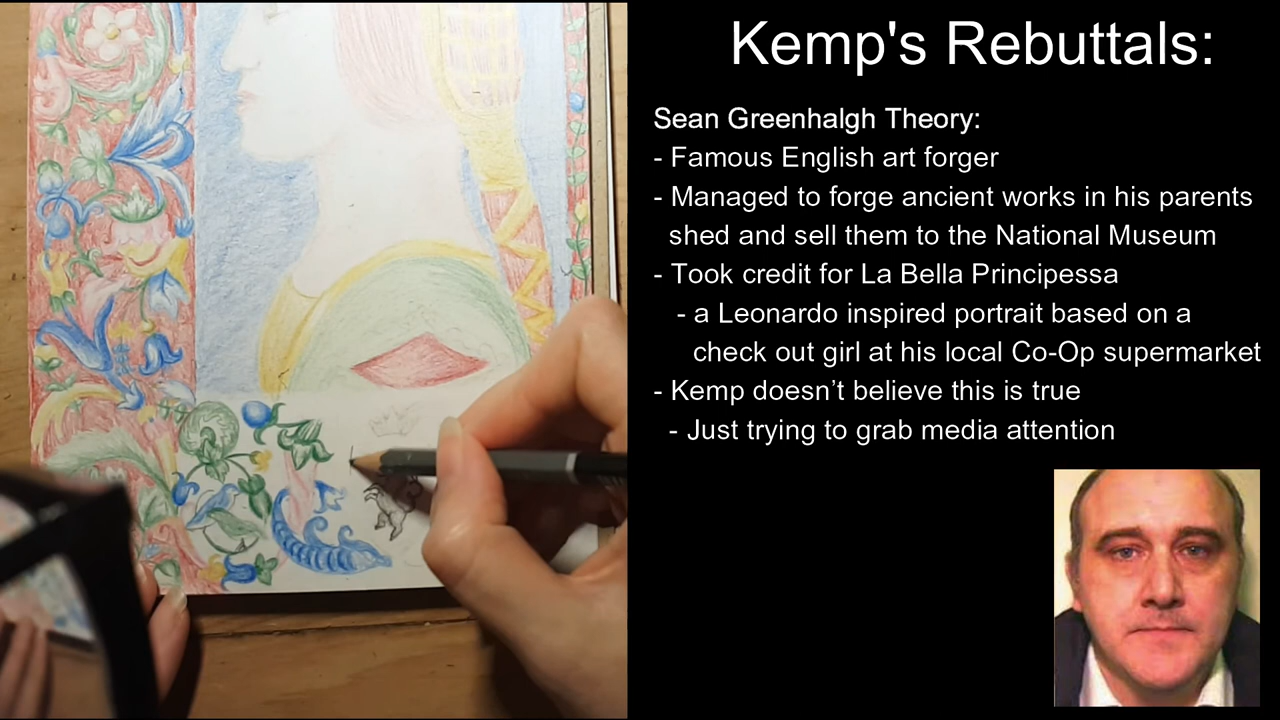 Kemp's Rebuttals:
Sean Greenhalgh Theory:
- Famous English art forger
- Managed to forge ancient works in his parents
shed and sell them to the National Museum
- Took credit for La Bella Principessa
- a Leonardo inspired portrait based on a
check out girl at his local Co-Op supermarket
- Kemp doesn’t believe this is true
- Just trying to grab media attention